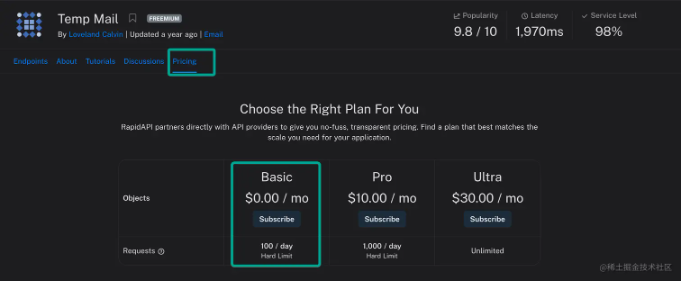 Temp Mail FREEMIUM
By Loveland Calvin | Updated a year ago | Email
Popularity
9.8 / 10
Latency
1,970ms
Service Level
98%
Endpoints About Tutorials Discussions Pricing
Choose the Right Plan For You
RapidAPI partners directly with API providers to give you no-fuss, transparent pricing. Find a plan that best matches the
scale you need for your application.
Objects
Basic
$0.00 / mo
Subscribe
Pro
$10.00 / mo
Subscribe
Ultra
$30.00 / mo
Subscribe
Requests
100 / day
Hard Limit
1,000 / day
Hard Limit
Unlimited
@稀土掘金技术社区